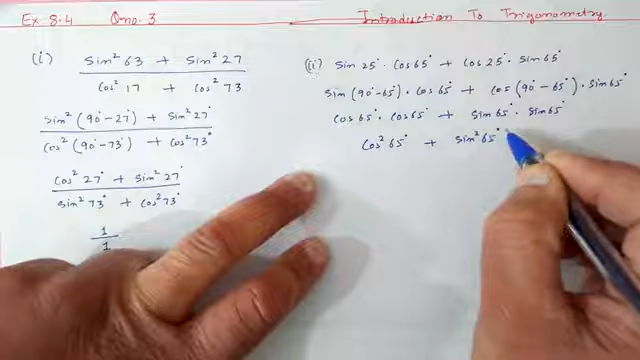 Ex 8.4 Qno. 3 Introduction To Trigonometry.
(i) Sin² 63 + Sin² 27
Cos² 17 + Cos² 73
Sin² (90°-27) + Sin² 27°
Cos² (90°-73°) + Cos² 73°
Cos² 27° + Sin² 27°
Sin² 73° + Cos² 73°
1
1
(ii) Sin 25° · Cos 65° + Cos 25° · Sin 65°
Sin (90°-65°) · Cos 65° + Cos (90°-65°) · Sin 65°
Cos 65° · Cos 65° + Sin 65° · Sin 65°
Cos² 65° + Sin² 65°